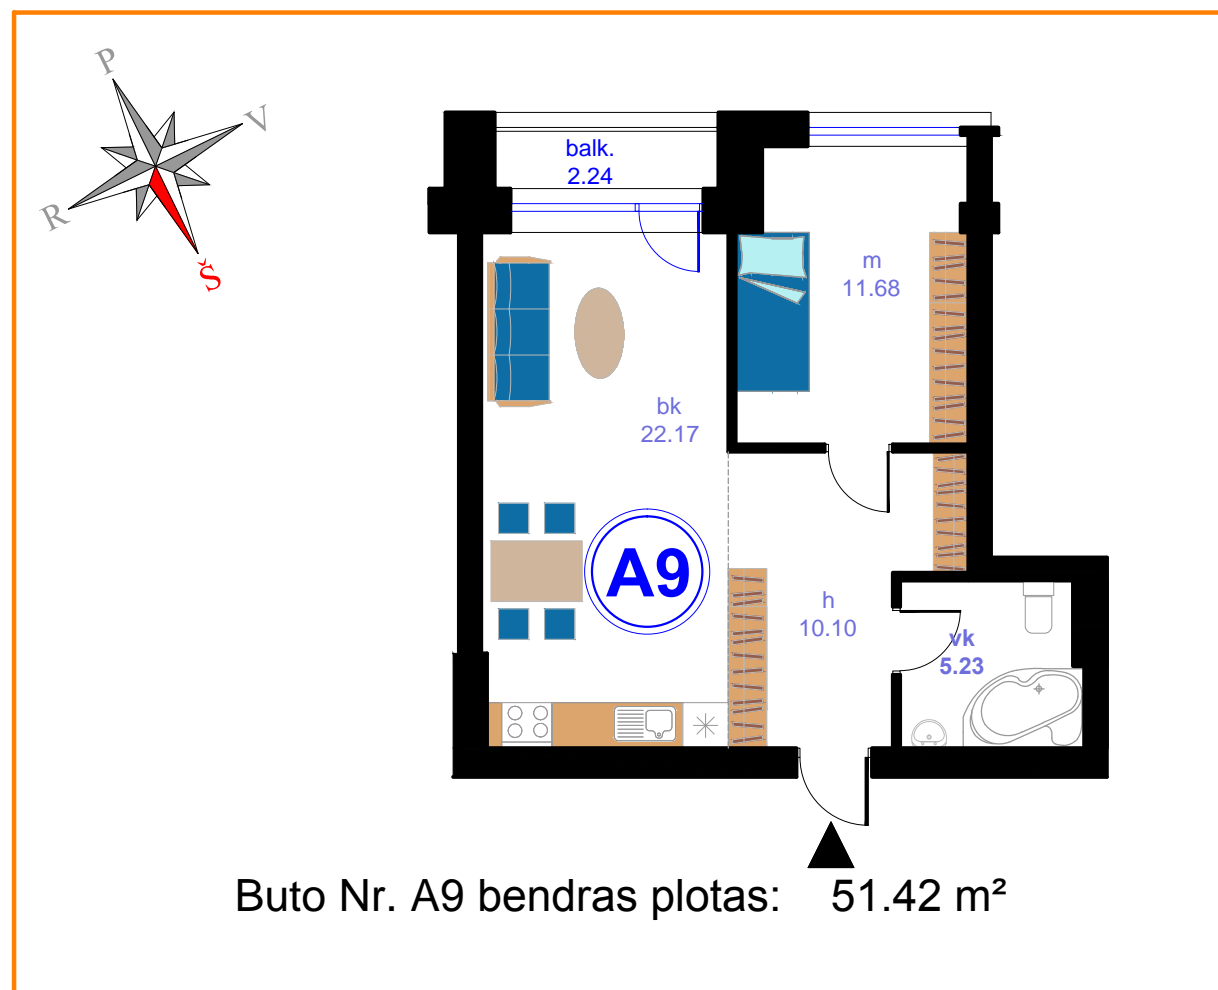 P
V
R
Š
balk.
2.24
m
11.68
bk
22.17
A9
h
10.10
vk
5.23
Buto Nr. A9 bendras plotas: 51.42 m²